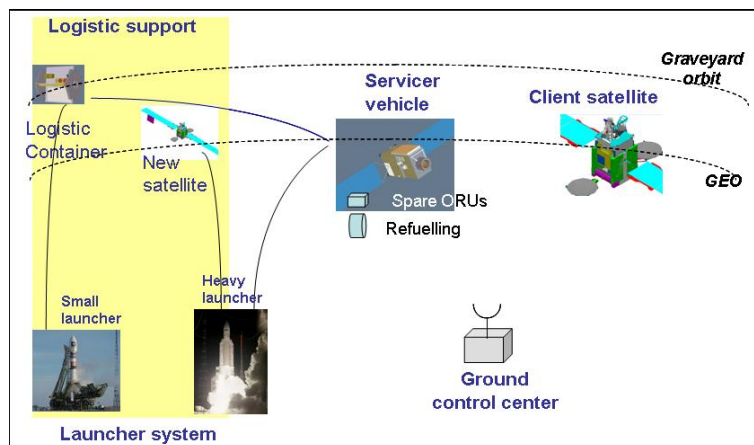 Logistic support
Graveyard
orbit
Servicer
vehicle
Client satellite
Logistic
Container
New
satellite
GEO
Spare ORUs
Refuelling
Heavy
launcher
Small
launcher
Ground
control center
Launcher system